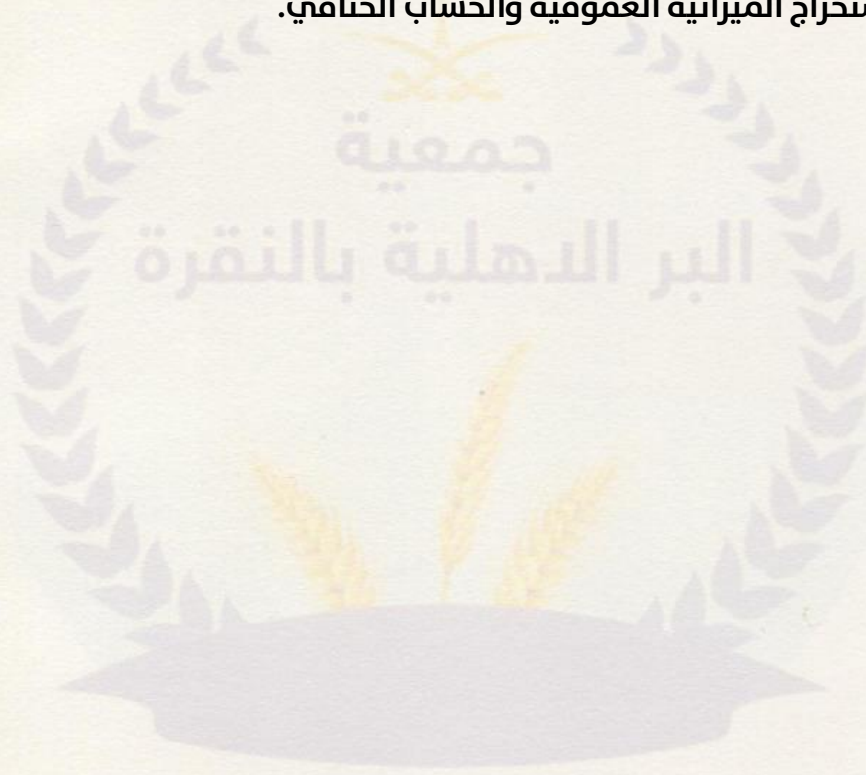 استخراج الميزانية العمومية والحساب الختامي.
جمعية
البر الاهلية بالنقرة